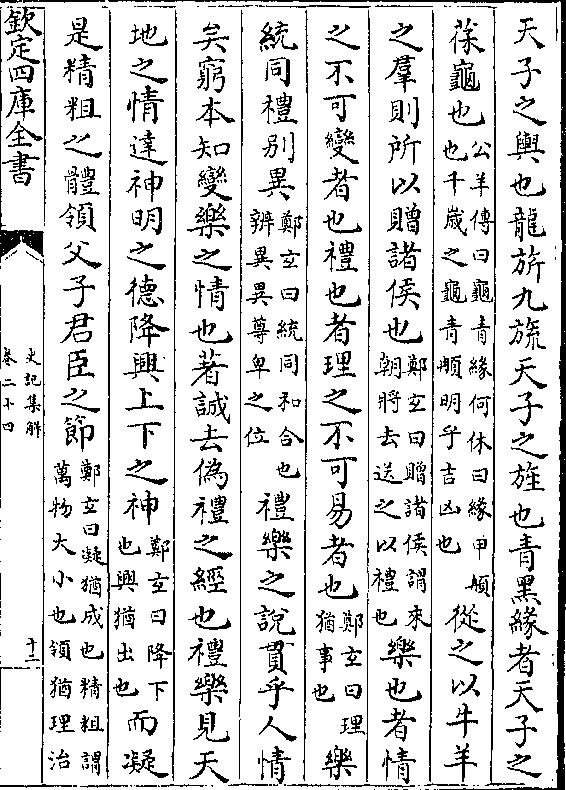 天子之輿也龍旂九旒天子之旌也青黑緣者天子之
葆龜也公羊傳曰龜青緣何休曰緣甲𩑺也千歲之龜青𩑺明乎吉凶也從之以牛羊
之羣則所以贈諸侯也鄭玄曰贈諸侯謂來朝將去送之以禮也樂也者情
之不可變者也禮也者理之不可易者也鄭玄曰理猶事也樂
統同禮别異鄭玄曰統同和合也辨異異尊卑之位禮樂之說貫乎人情
矣窮本知變樂之情也著誠去偽禮之經也禮樂見天
地之情達神明之德降興上下之神鄭玄曰降下也興猶出也而凝
是精粗之體領父子君臣之節鄭玄曰凝猶成也精粗謂萬物大小也領猶理治
欽定四庫全書
史記集解
卷二十四
十二